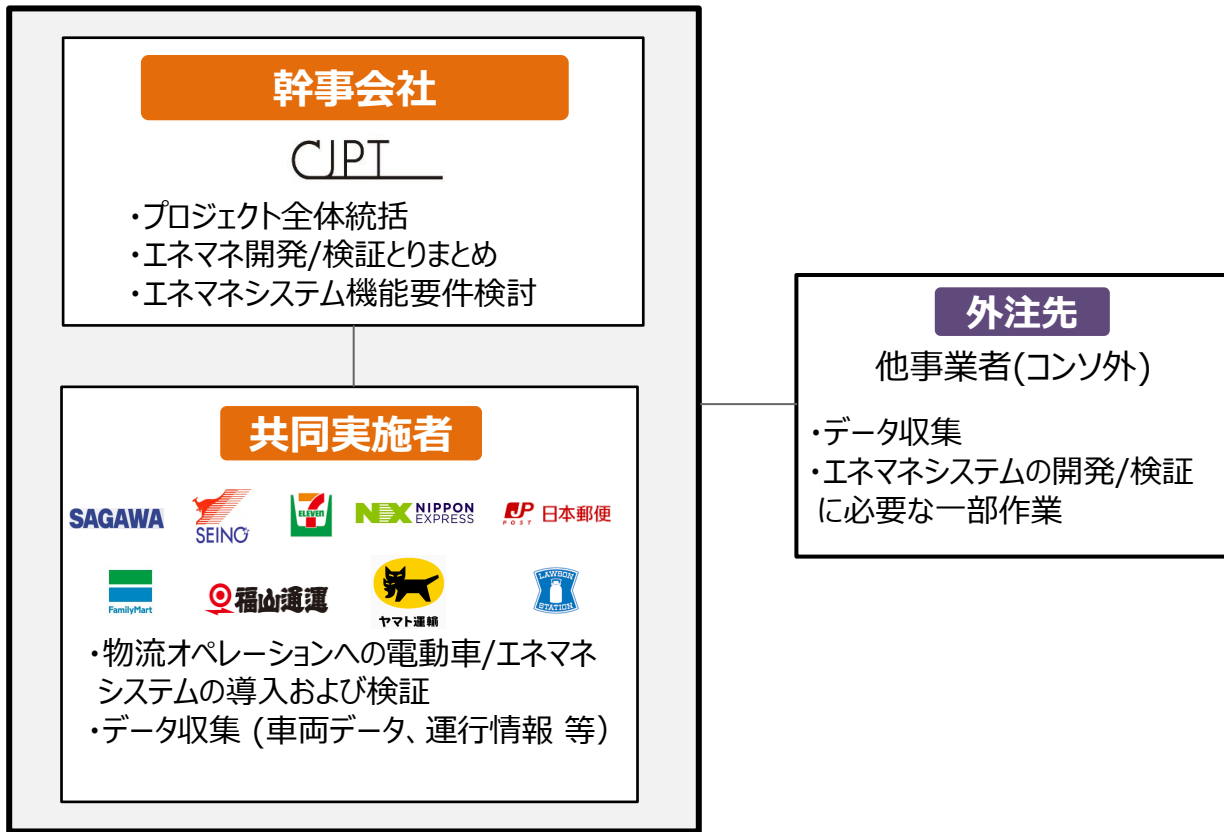 幹事会社
CJPT
・プロジェクト全体統括
・エネマネ開発/検証とりまとめ
・エネマネシステム機能要件検討
共同実施者
SAGAWA
SEINO
7
ELEVEN
NX NIPPON EXPRESS
JP POST 日本郵便
FamilyMart
福山通運
ヤマト運輸
LAWSON
STATION
・物流オペレーションへの電動車/エネマネ
システムの導入および検証
・データ収集 (車両データ、運行情報 等)
外注先
他事業者(コンソ外)
・データ収集
・エネマネシステムの開発/検証
に必要な一部作業